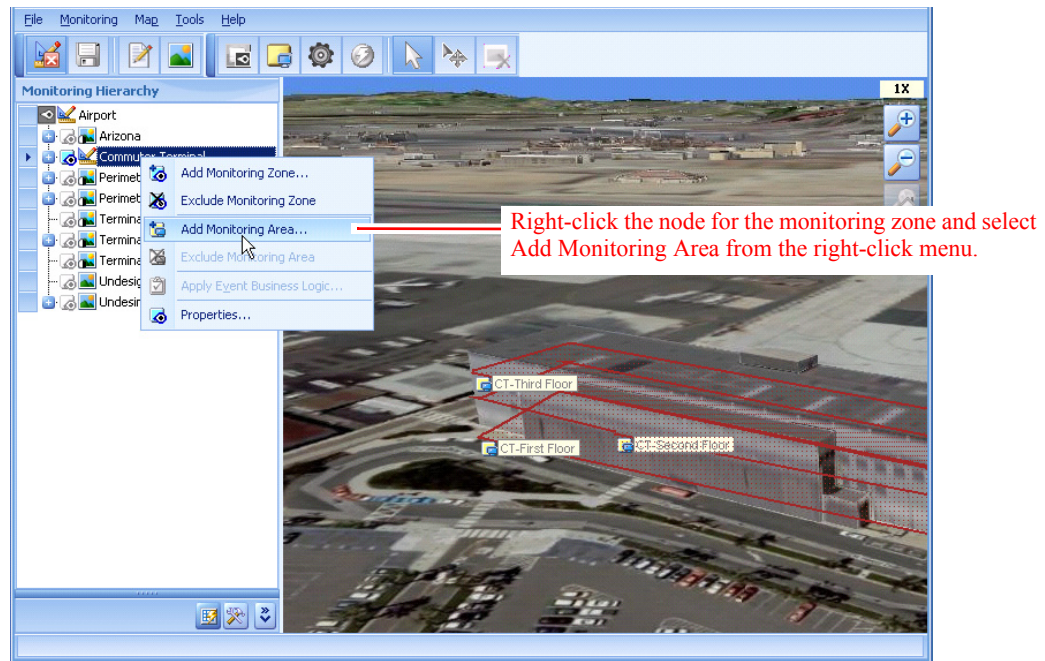 File Monitoring Map Tools Help
Monitoring Hierarchy
Airport
Arizona
Commuter Terminal
Perimet
Perimet
Termina
Termina
Termina
Undesig
Undesir
Add Monitoring Zone...
Exclude Monitoring Zone
Add Monitoring Area...
Exclude Monitoring Area
Apply Event Business Logic...
Properties...
1X
Right-click the node for the monitoring zone and select
Add Monitoring Area from the right-click menu.
CT-Third Floor
CT-First Floor
CT-Second Floor